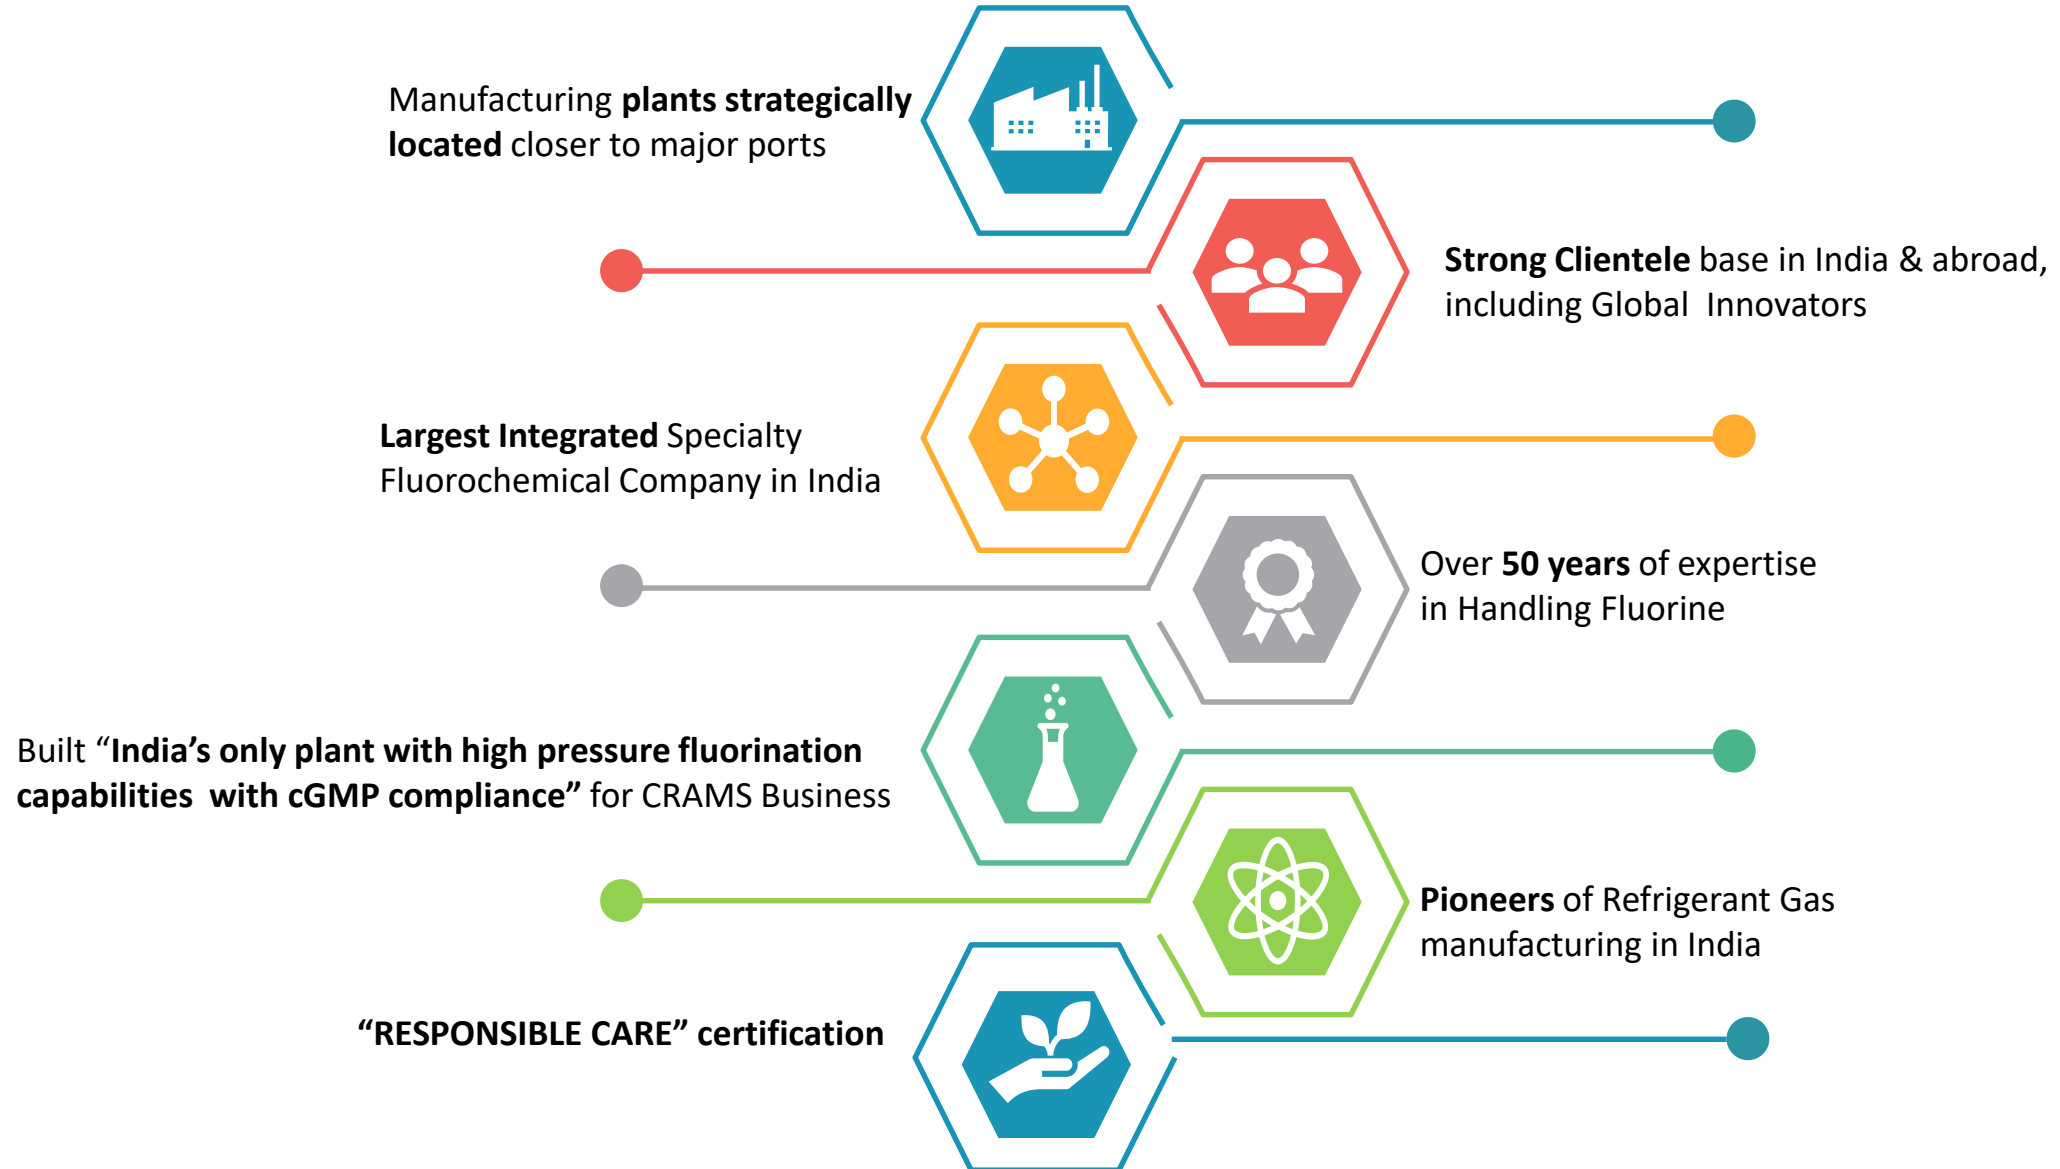 Manufacturing plants strategically
located closer to major ports
Strong Clientele base in India & abroad,
including Global  Innovators
Largest Integrated Specialty
Fluorochemical Company in India
Over 50 years of expertise
in Handling Fluorine
Built “India’s only plant with high pressure fluorination
capabilities  with cGMP compliance” for CRAMS Business
Pioneers of Refrigerant Gas
manufacturing in India
“RESPONSIBLE CARE” certification